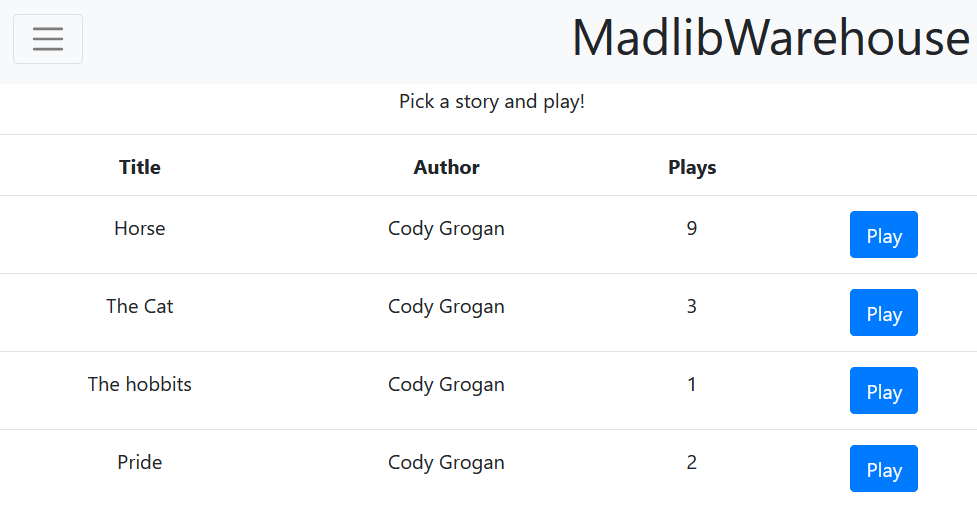 MadlibWarehouse
Pick a story and play!
Title Author Plays
Horse Cody Grogan 9 Play
The Cat Cody Grogan 3 Play
The hobbits Cody Grogan 1 Play
Pride Cody Grogan 2 Play